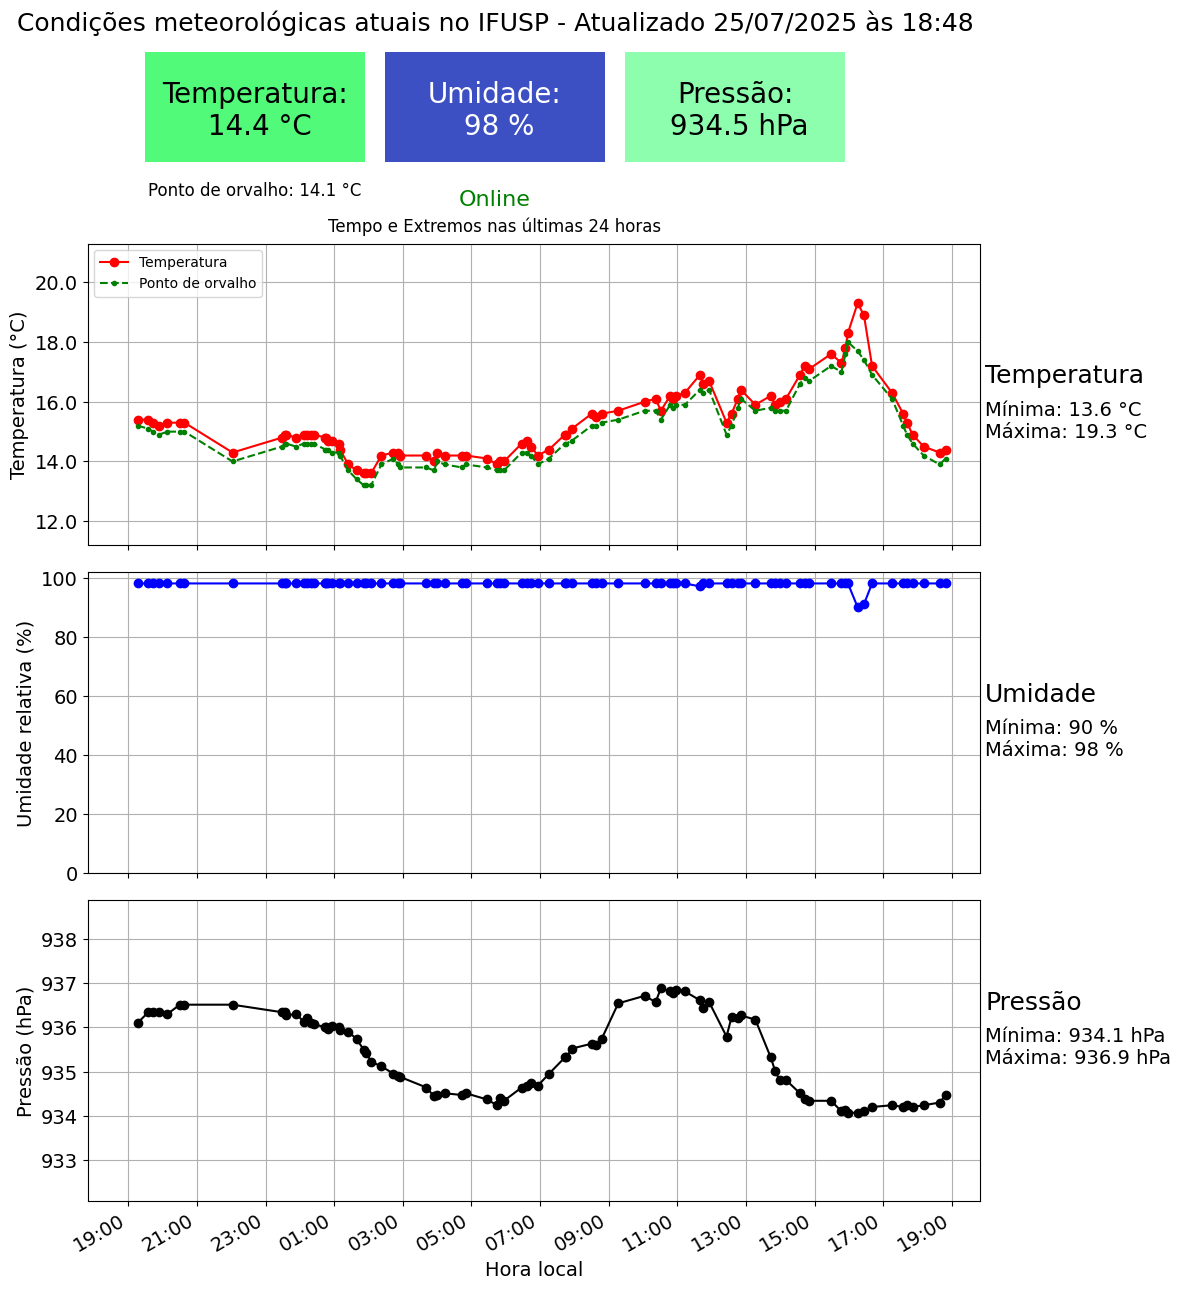 Condições meteorológicas atuais no IFUSP - Atualizado 25/07/2025 às 18:48
Temperatura:
14.4 °C
Umidade:
98 %
Pressão:
934.5 hPa
Ponto de orvalho: 14.1 °C
Online
Tempo e Extremos nas últimas 24 horas
Temperatura
Ponto de orvalho
Temperatura (°C)
20.0
18.0
16.0
14.0
12.0
Temperatura
Mínima: 13.6 °C
Máxima: 19.3 °C
Umidade relativa (%)
100
80
60
40
20
0
Umidade
Mínima: 90 %
Máxima: 98 %
Pressão (hPa)
938
937
936
935
934
933
Pressão
Mínima: 934.1 hPa
Máxima: 936.9 hPa
19:00 21:00 23:00 01:00 03:00 05:00 07:00 09:00 11:00 13:00 15:00 17:00 19:00
Hora local